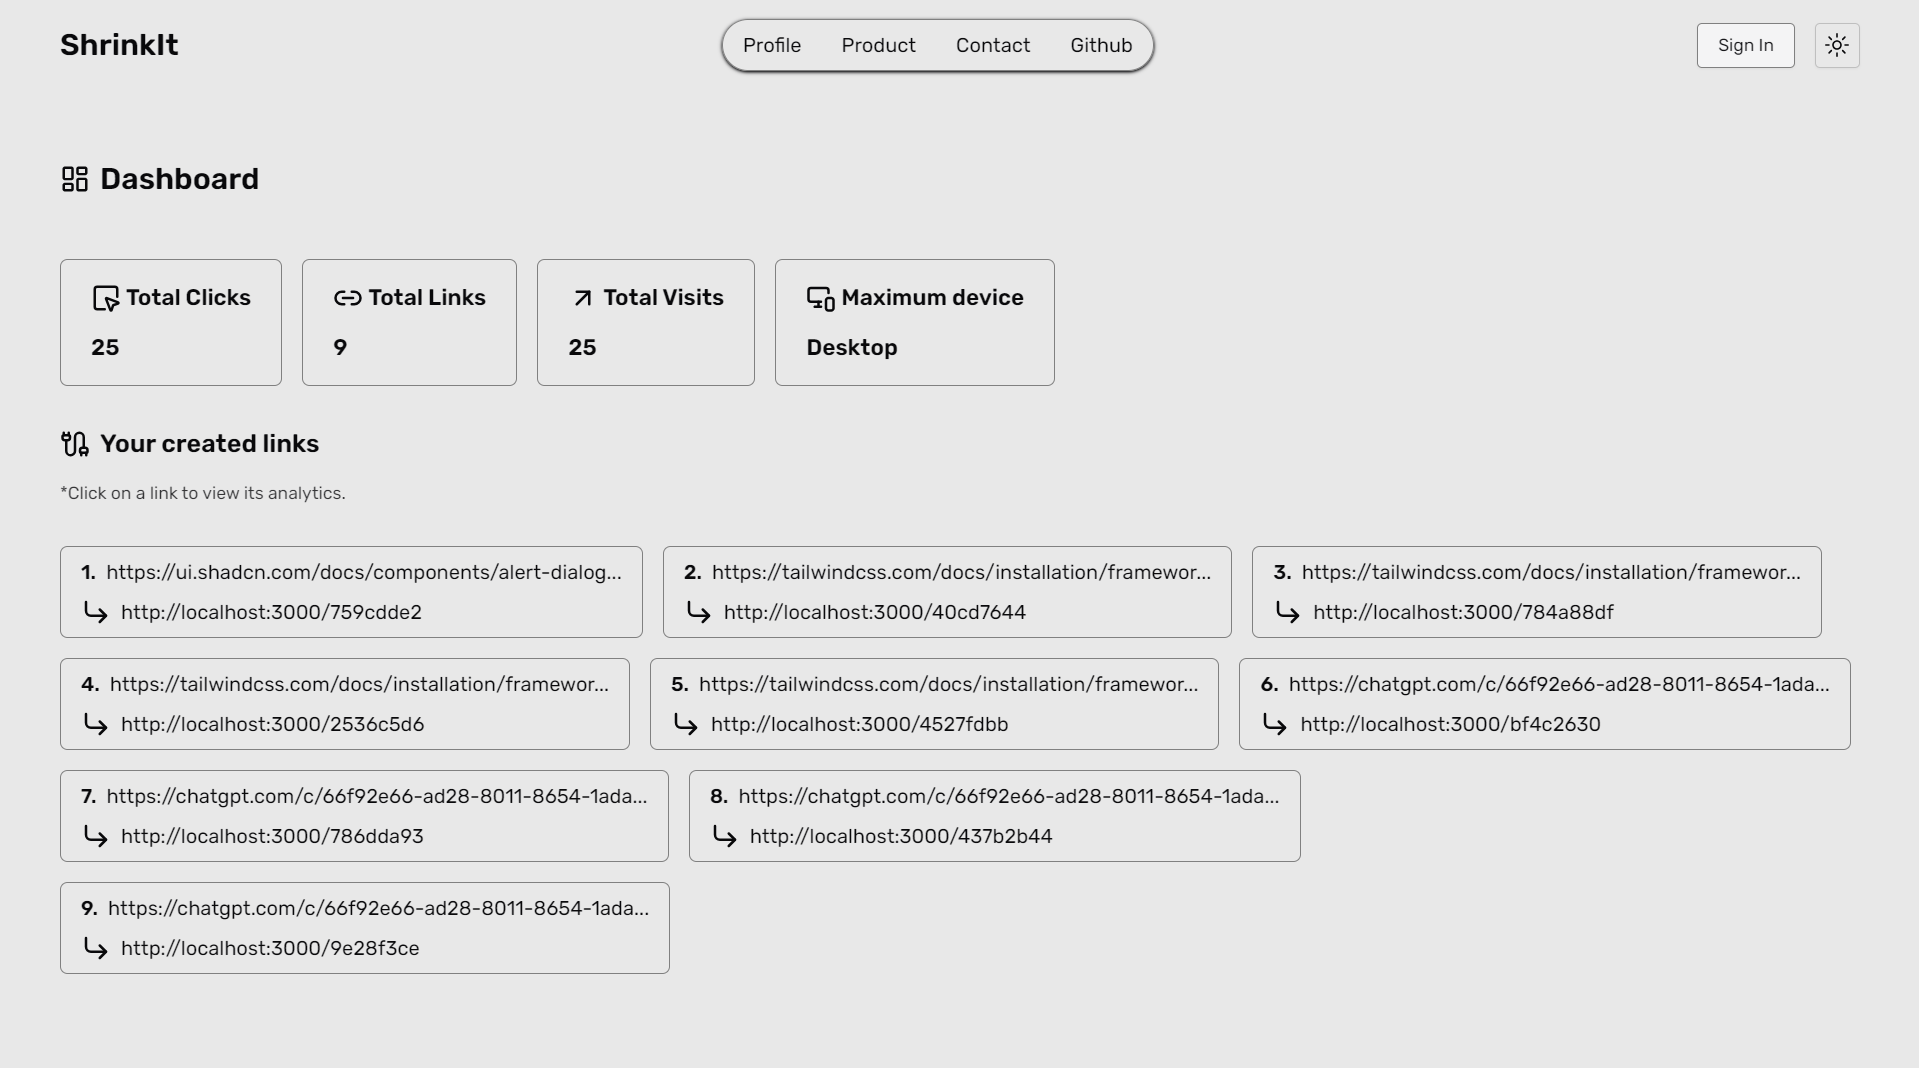 ShrinkIt
Profile Product Contact Github
Sign In
Dashboard
Total Clicks
25
Total Links
9
Total Visits
25
Maximum device
Desktop
Your created links
*Click on a link to view its analytics.
1. https://ui.shadcn.com/docs/components/alert-dialog...
http://localhost:3000/759cdde2
2. https://tailwindcss.com/docs/installation/framewor...
http://localhost:3000/40cd7644
3. https://tailwindcss.com/docs/installation/framewor...
http://localhost:3000/784a88df
4. https://tailwindcss.com/docs/installation/framewor...
http://localhost:3000/2536c5d6
5. https://tailwindcss.com/docs/installation/framewor...
http://localhost:3000/4527fdbb
6. https://chatgpt.com/c/66f92e66-ad28-8011-8654-1ada...
http://localhost:3000/bf4c2630
7. https://chatgpt.com/c/66f92e66-ad28-8011-8654-1ada...
http://localhost:3000/786dda93
8. https://chatgpt.com/c/66f92e66-ad28-8011-8654-1ada...
http://localhost:3000/437b2b44
9. https://chatgpt.com/c/66f92e66-ad28-8011-8654-1ada...
http://localhost:3000/9e28f3ce